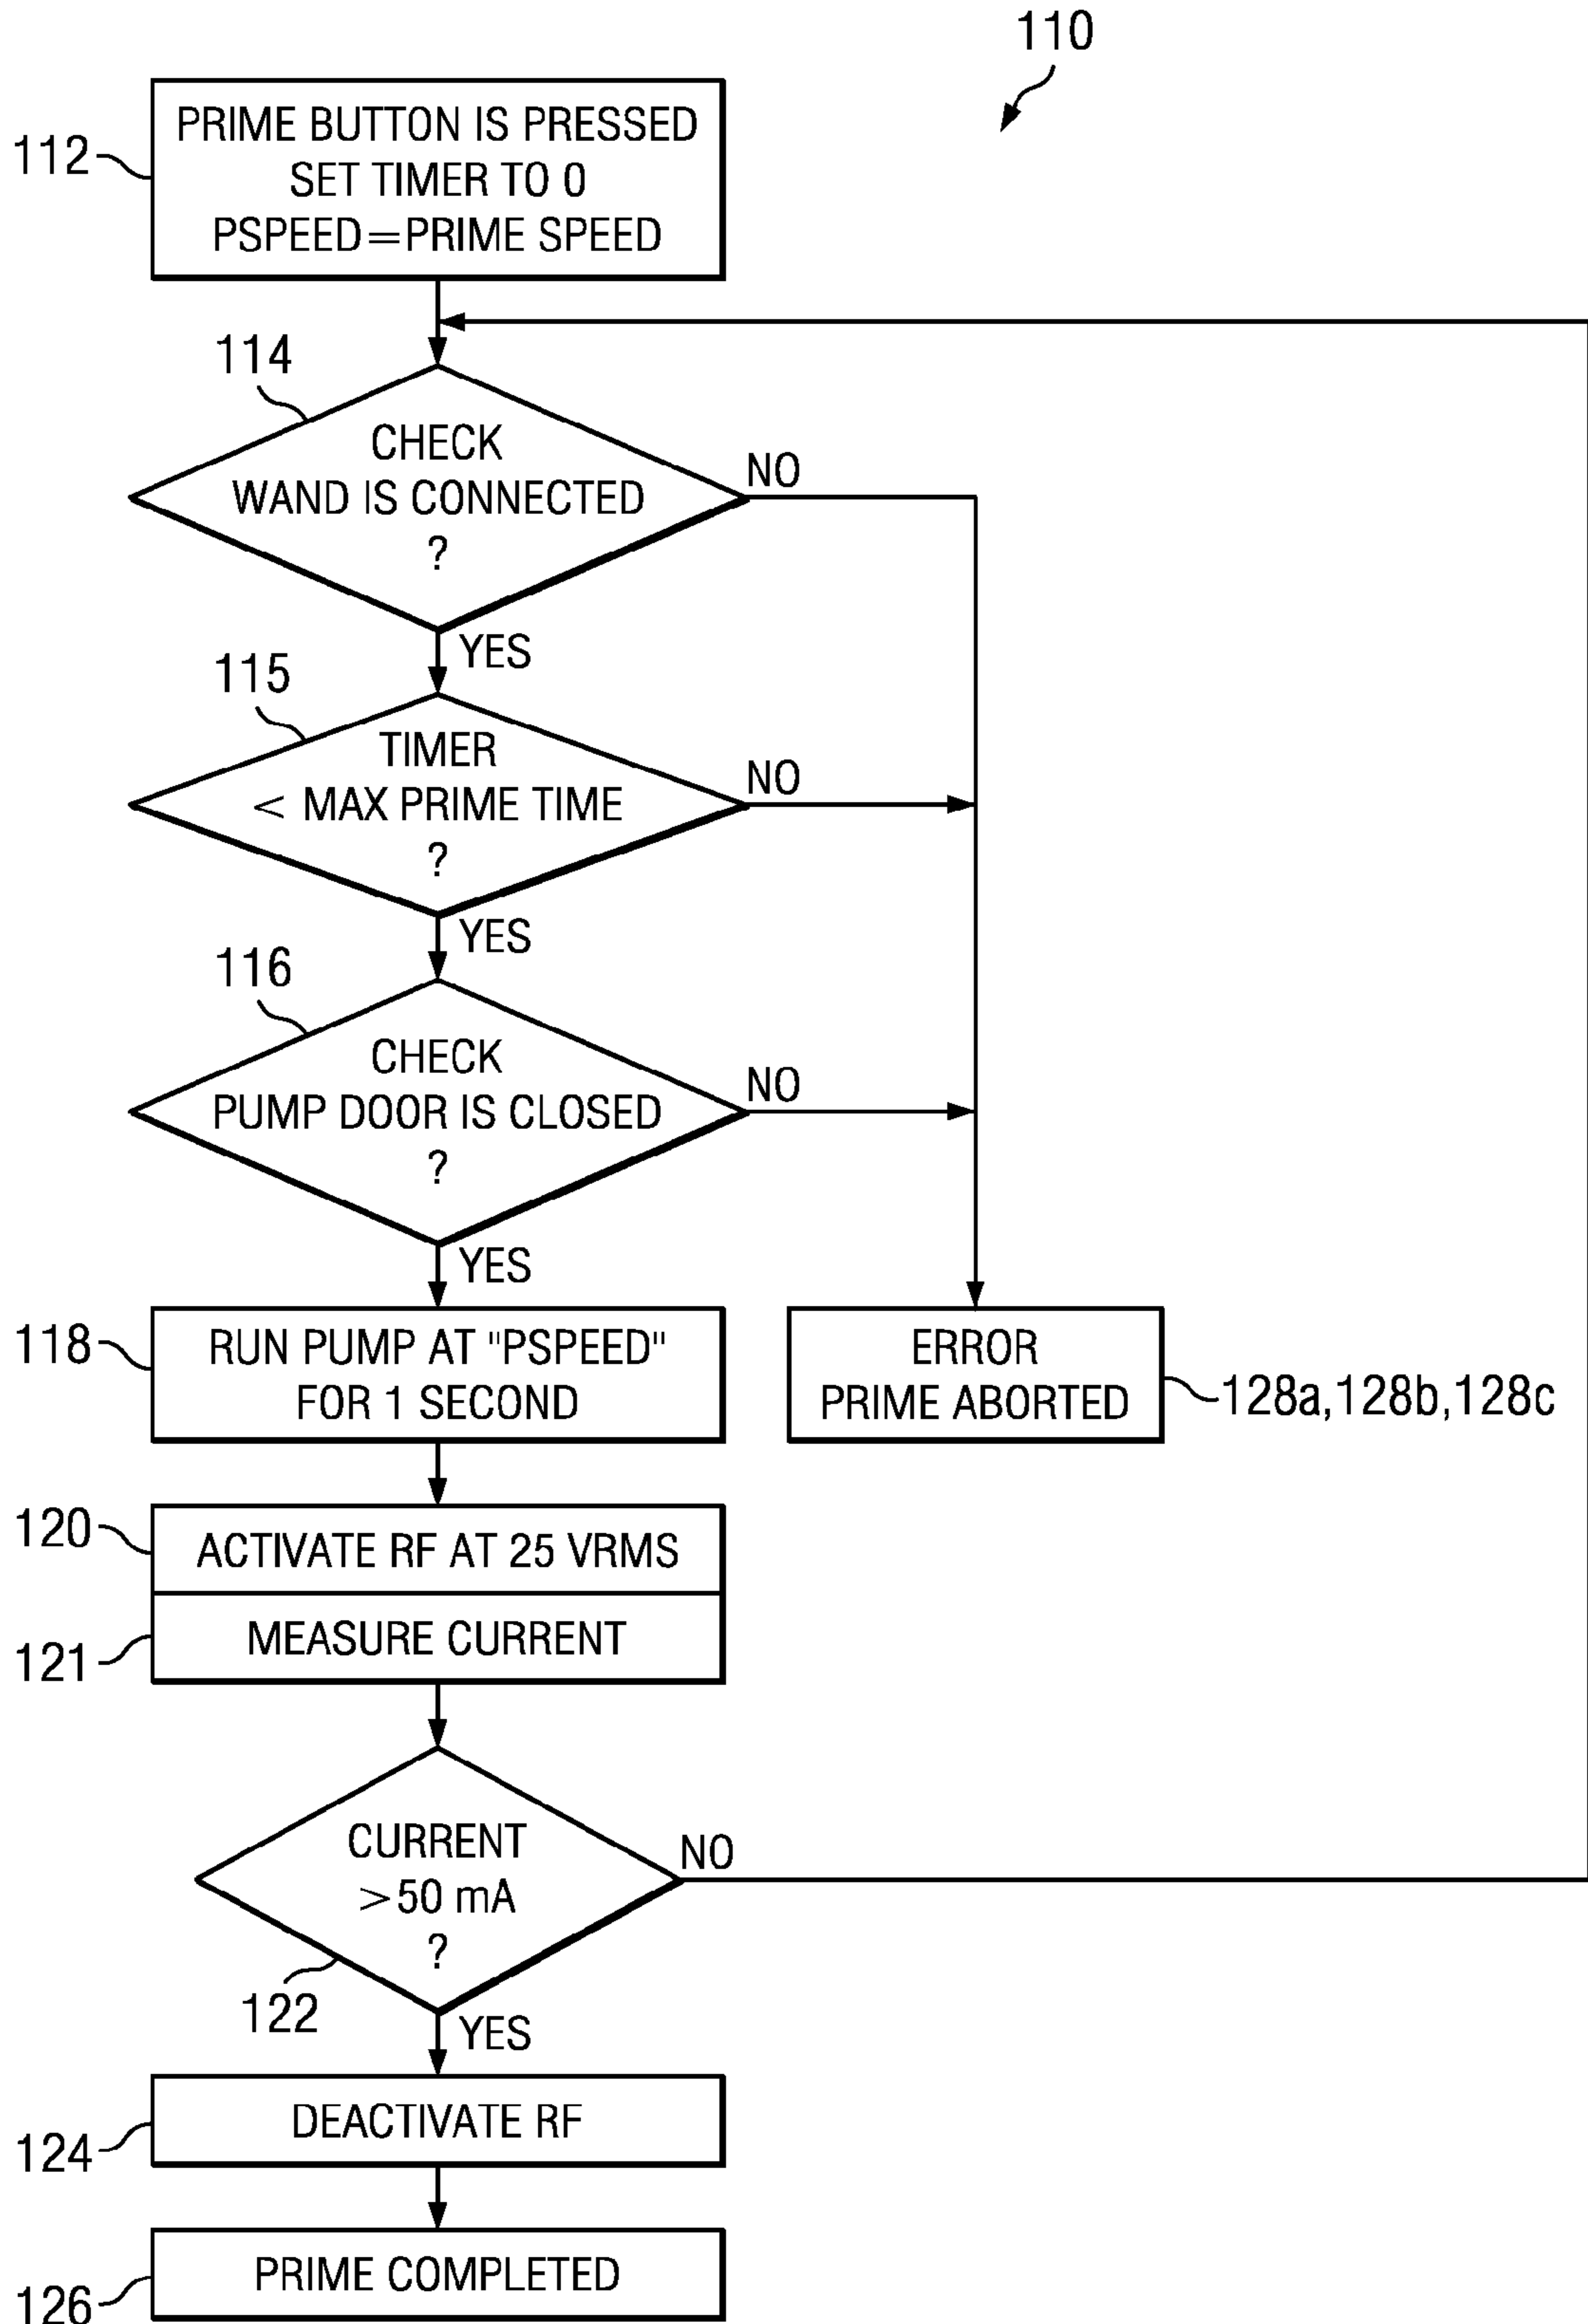 110
112
PRIME BUTTON IS PRESSED
SET TIMER TO 0
PSPEED=PRIME SPEED
114
CHECK
WAND IS CONNECTED
?
NO
YES
115
TIMER
< MAX PRIME TIME
?
NO
YES
116
CHECK
PUMP DOOR IS CLOSED
?
NO
YES
118
RUN PUMP AT "PSPEED"
FOR 1 SECOND
ERROR
PRIME ABORTED
128a,128b,128c
120
ACTIVATE RF AT 25 VRMS
121
MEASURE CURRENT
CURRENT
>50 mA
?
NO
122
YES
124
DEACTIVATE RF
126
PRIME COMPLETED